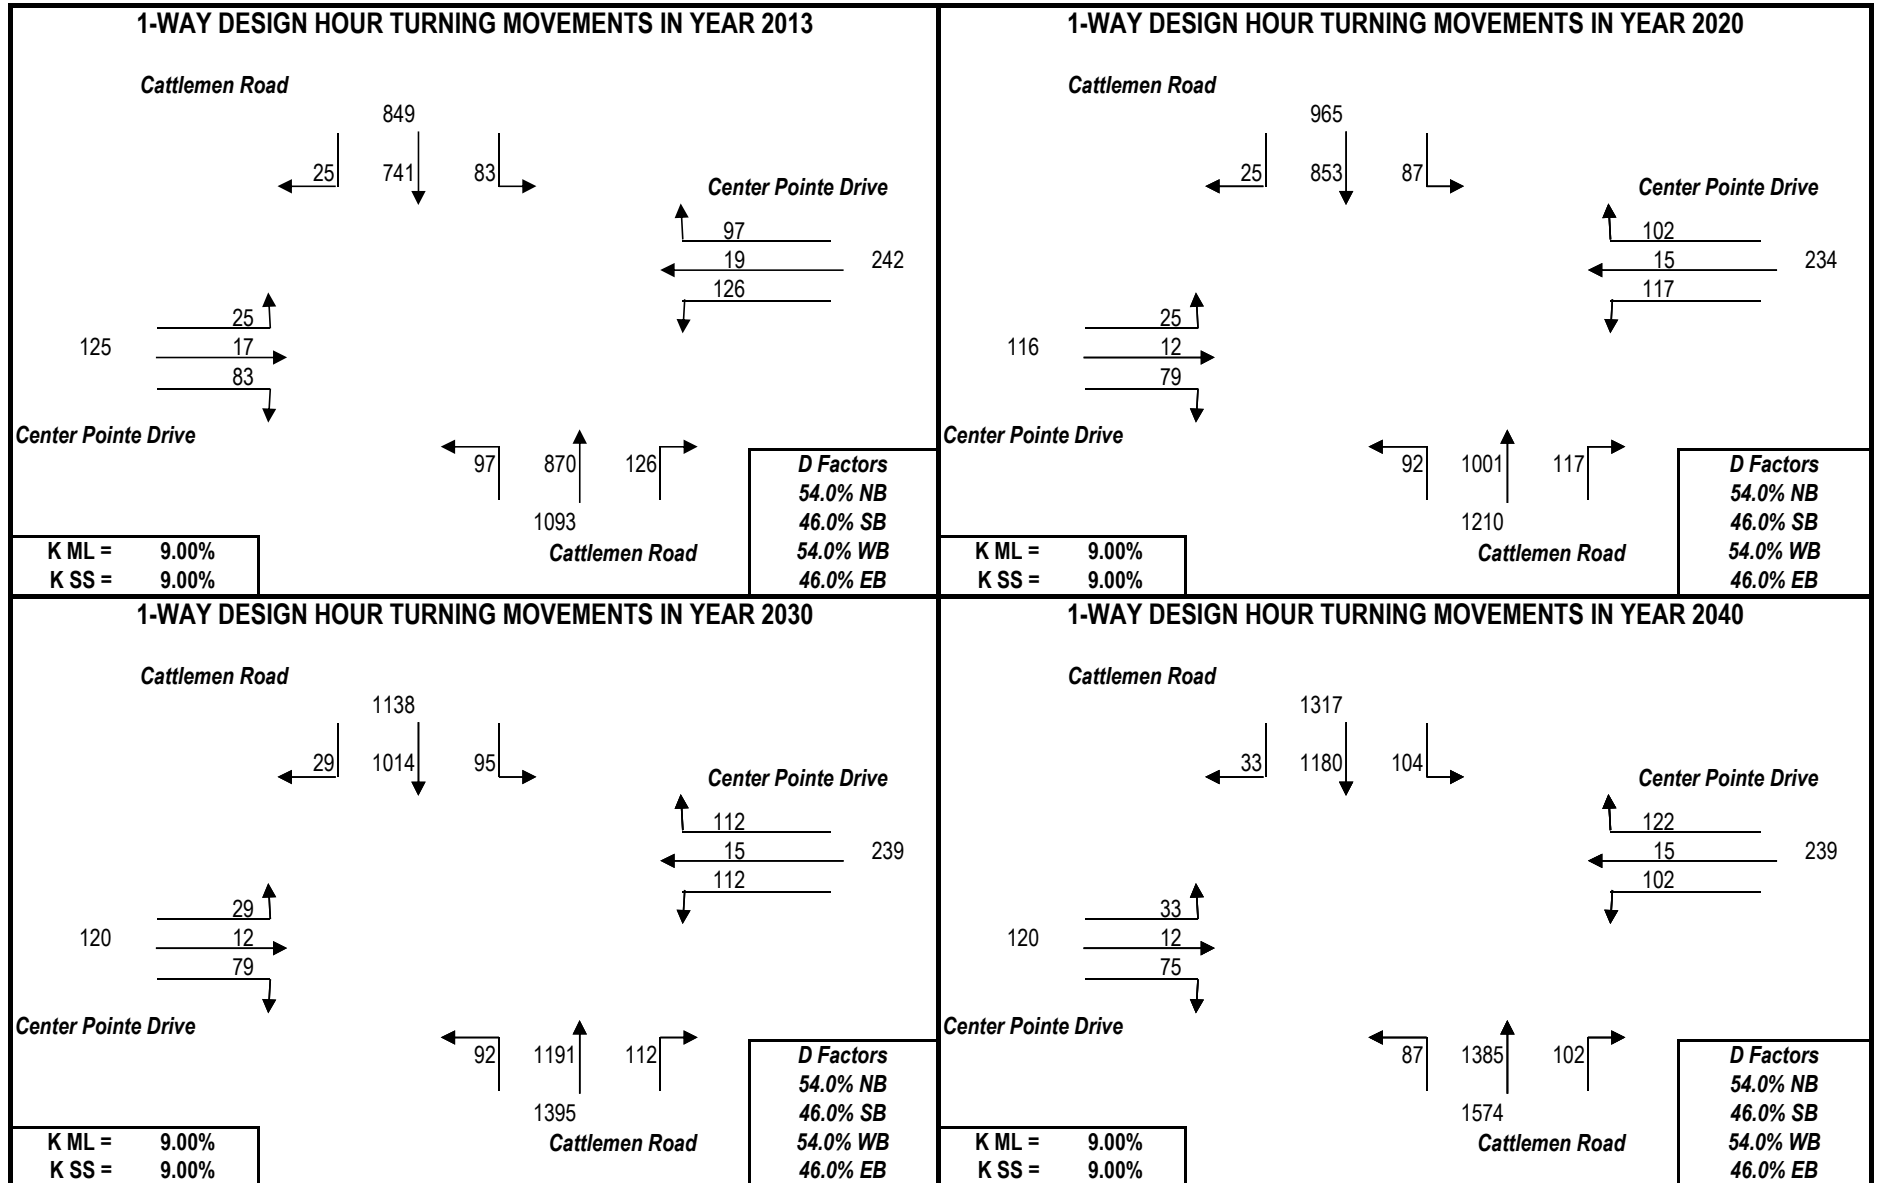 1-WAY DESIGN HOUR TURNING MOVEMENTS IN YEAR 2013
Cattlemen Road
849
25 741 83
Center Pointe Drive
97
19 242
126
25
125 17
83
Center Pointe Drive
97 870 126
1093
Cattlemen Road
D Factors
54.0% NB
46.0% SB
54.0% WB
46.0% EB
K ML = 9.00%
K SS = 9.00%
1-WAY DESIGN HOUR TURNING MOVEMENTS IN YEAR 2020
Cattlemen Road
965
25 853 87
Center Pointe Drive
102
15 234
117
25
116 12
79
Center Pointe Drive
92 1001 117
1210
Cattlemen Road
D Factors
54.0% NB
46.0% SB
54.0% WB
46.0% EB
K ML = 9.00%
K SS = 9.00%
1-WAY DESIGN HOUR TURNING MOVEMENTS IN YEAR 2030
Cattlemen Road
1138
29 1014 95
Center Pointe Drive
112
15 239
112
29
120 12
79
Center Pointe Drive
92 1191 112
1395
Cattlemen Road
D Factors
54.0% NB
46.0% SB
54.0% WB
46.0% EB
K ML = 9.00%
K SS = 9.00%
1-WAY DESIGN HOUR TURNING MOVEMENTS IN YEAR 2040
Cattlemen Road
1317
33 1180 104
Center Pointe Drive
122
15 239
102
33
120 12
75
Center Pointe Drive
87 1385 102
1574
Cattlemen Road
D Factors
54.0% NB
46.0% SB
54.0% WB
46.0% EB
K ML = 9.00%
K SS = 9.00%